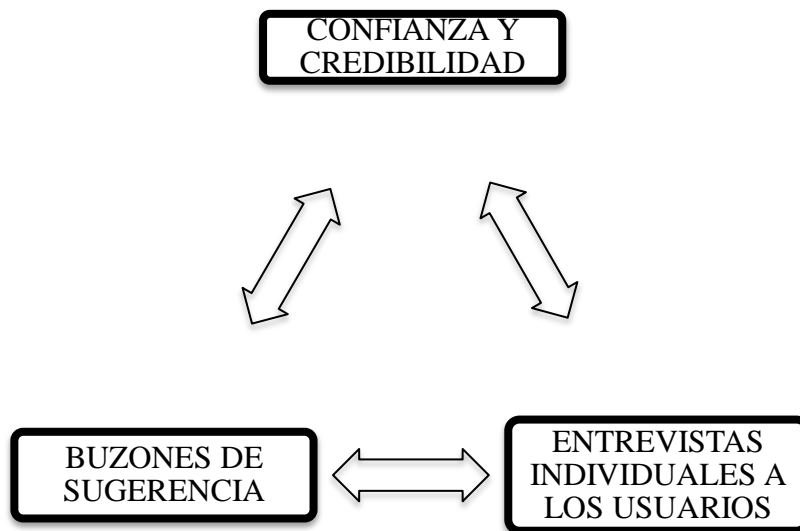 CONFIANZA Y
CREDIBILIDAD
BUZONES DE
SUGERENCIA
ENTREVISTAS
INDIVIDUALES A
LOS USUARIOS